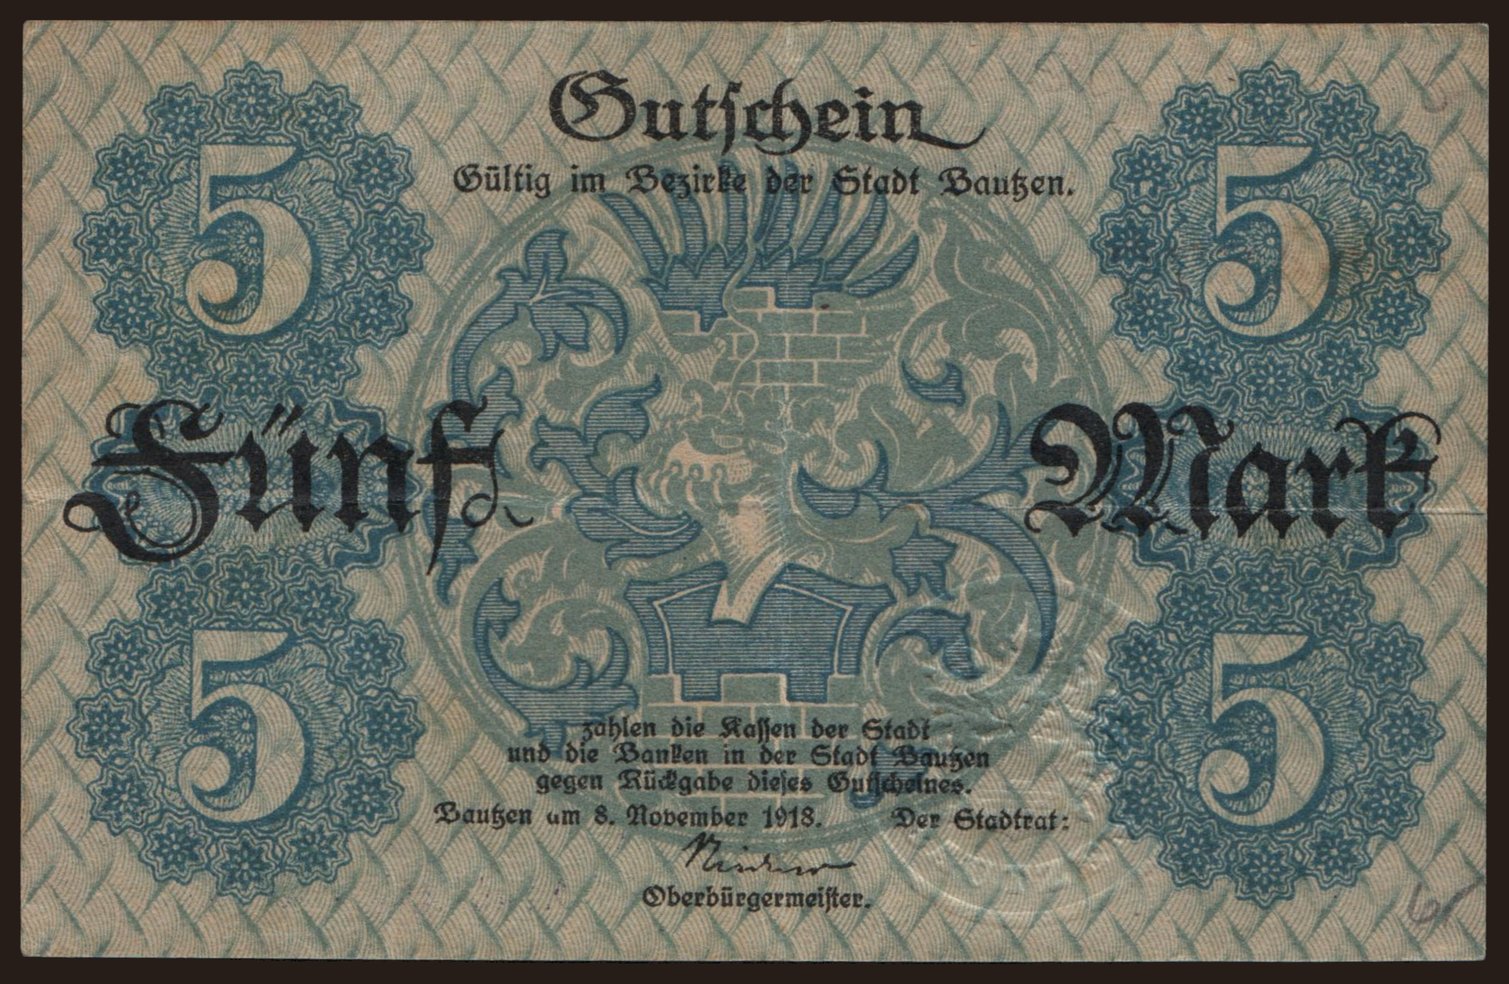 Gutschein
Gültig im Bezirke der Stadt Bautzen.
5
5
Fünf
Mark
5
5
zahlen die Kassen der Stadt
und die Banken in der Stadt Bautzen
gegen Rückgabe dieses Gutscheines.
Bautzen am 8. November 1918. Der Stadtrat:
Oberbürgermeister.